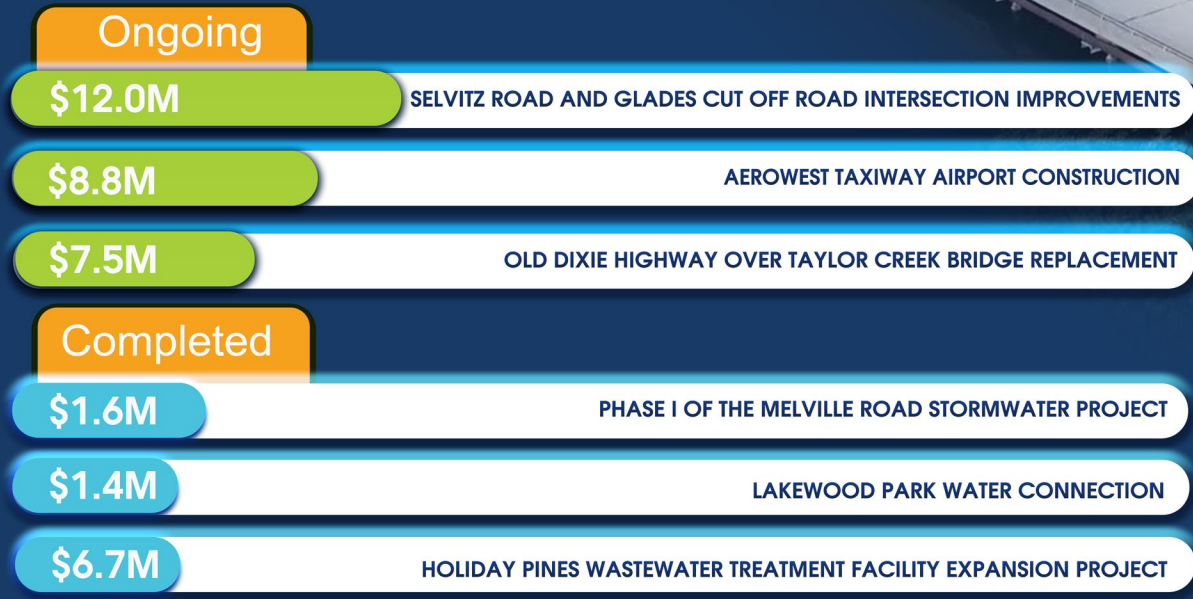 Ongoing
$12.0M SELVITZ ROAD AND GLADES CUT OFF ROAD INTERSECTION IMPROVEMENTS
$8.8M AEROWEST TAXIWAY AIRPORT CONSTRUCTION
$7.5M OLD DIXIE HIGHWAY OVER TAYLOR CREEK BRIDGE REPLACEMENT
Completed
$1.6M PHASE I OF THE MELVILLE ROAD STORMWATER PROJECT
$1.4M LAKEWOOD PARK WATER CONNECTION
$6.7M HOLIDAY PINES WASTEWATER TREATMENT FACILITY EXPANSION PROJECT